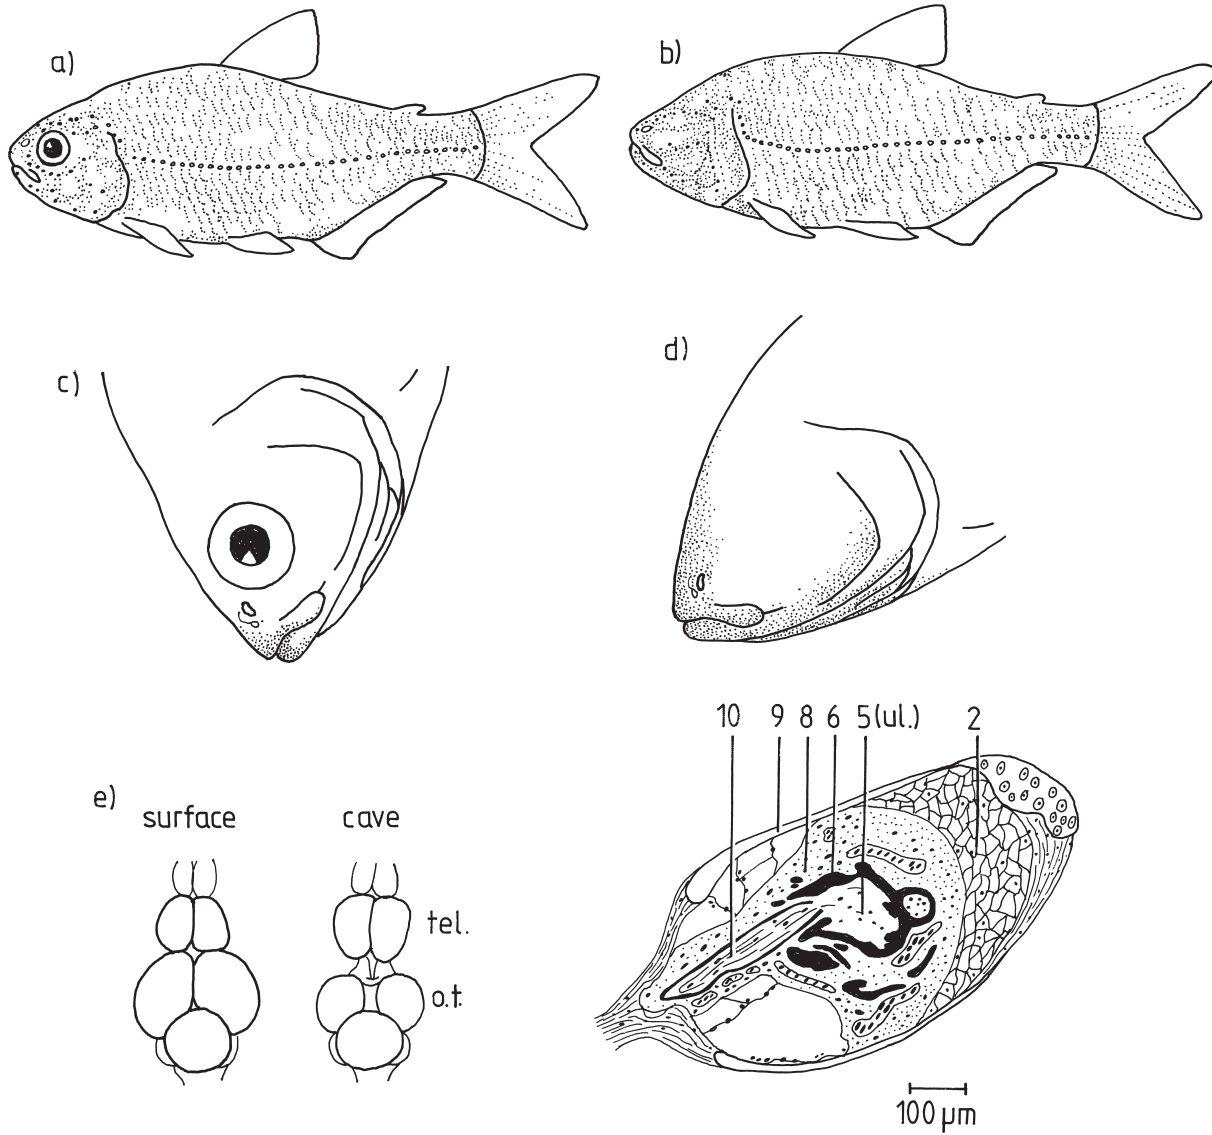 a)
b)
c)
d)
e)
surface cave
tel.
o.t.
10 9 8 6 5(ul.) 2
100 µm